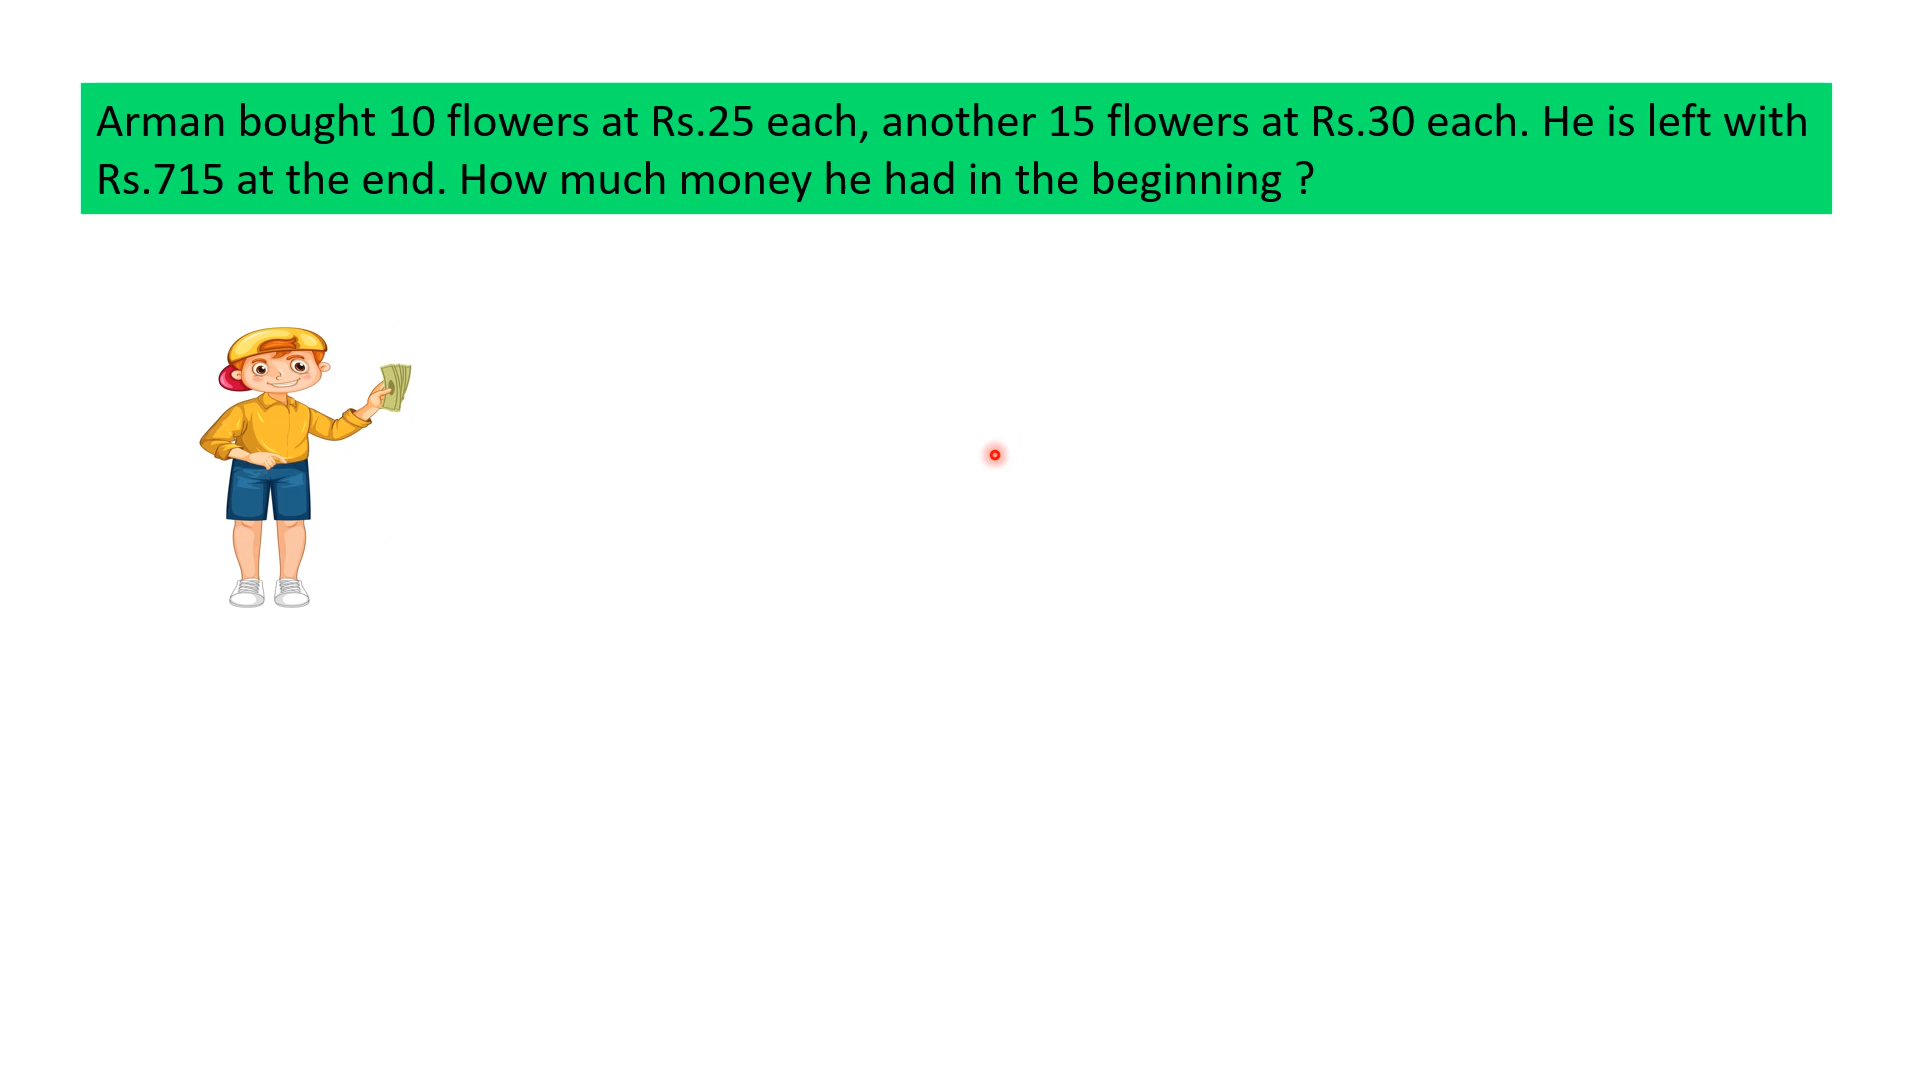 Arman bought 10 flowers at Rs.25 each, another 15 flowers at Rs.30 each. He is left with
Rs.715 at the end. How much money he had in the beginning ?